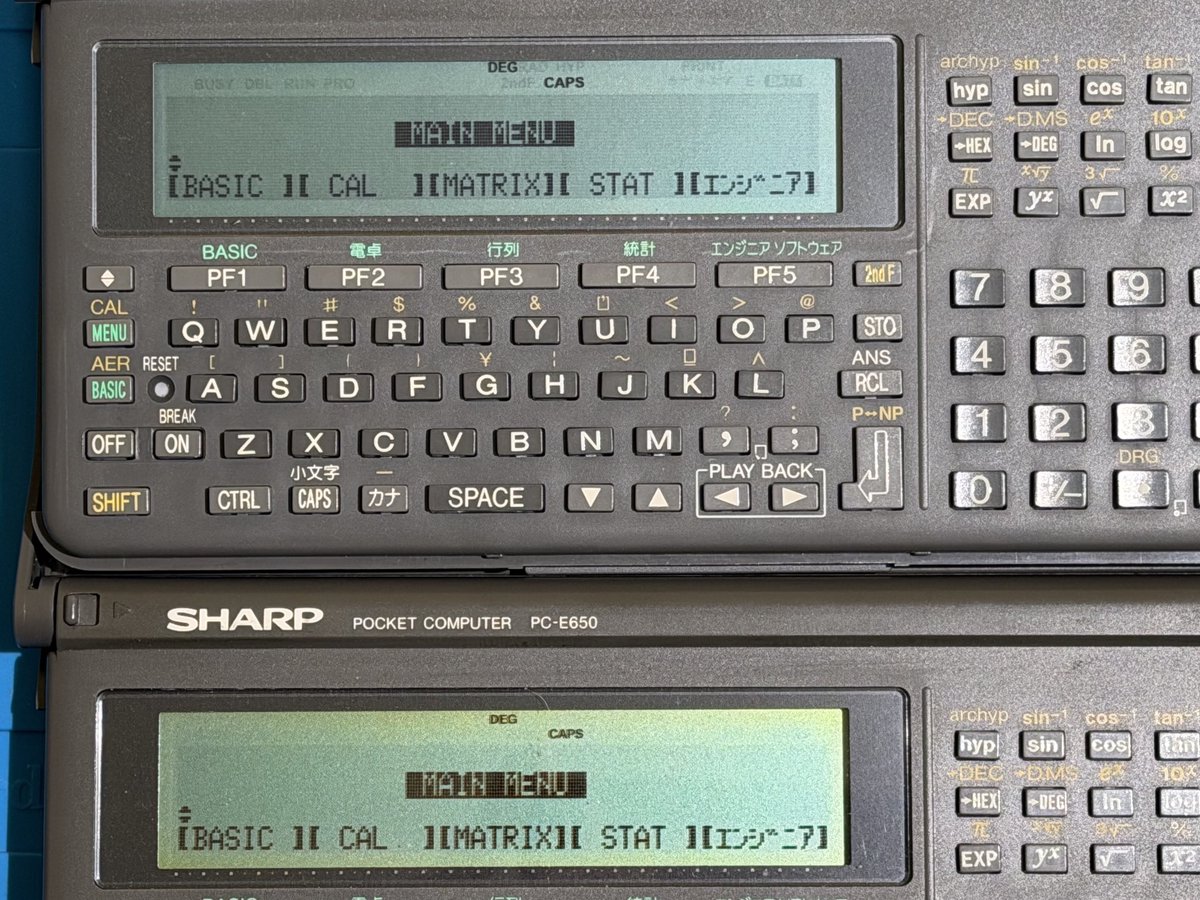 DEG
CAPS
MAIN MENU
[BASIC ][ CAL ][MATRIX][ STAT ][エンジニア]
BASIC 電卓 行列 統計 エンジニアソフトウェア
PF1 PF2 PF3 PF4 PF5 2ndF
CAL ! " # $ % & < > @
MENU Q W E R T Y U I O P STO
AER RESET [ ] ( ) ¥ ¦ ~ ^ ANS
BASIC A S D F G H J K L RCL
BREAK ? : P↔NP
OFF ON Z X C V B N M , ;
小文字 — PLAY BACK
SHIFT CTRL CAPS カナ SPACE ▼ ▲ ◀ ▶
archyp sin⁻¹ cos⁻¹ tan⁻¹
hyp sin cos tan
→DEC →D.MS eˣ 10ˣ
→HEX →DEG ln log
π ˣ√y ³√ %
EXP yˣ √ x²
7 8 9
4 5 6
1 2 3
DRG
0 +/− •
SHARP POCKET COMPUTER PC-E650
DEG
CAPS
MAIN MENU
[BASIC ][ CAL ][MATRIX][ STAT ][エンジニア]
archyp sin⁻¹ cos⁻¹ tan⁻¹
hyp sin cos tan
→DEC →D.MS eˣ 10ˣ
→HEX →DEG ln log
π ˣ√y ³√ %
EXP yˣ √ x²